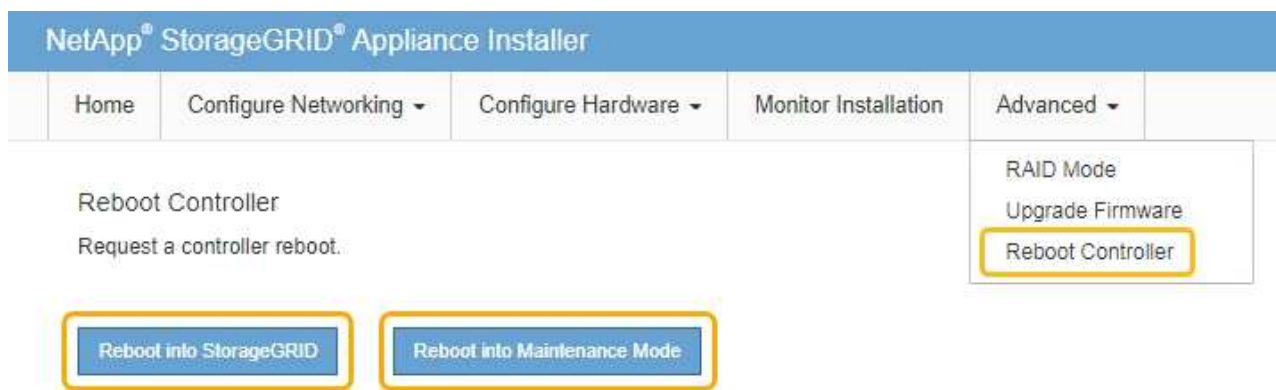 NetApp® StorageGRID® Appliance Installer
Home Configure Networking Configure Hardware Monitor Installation Advanced
RAID Mode
Upgrade Firmware
Reboot Controller
Reboot Controller
Request a controller reboot.
Reboot into StorageGRID Reboot into Maintenance Mode